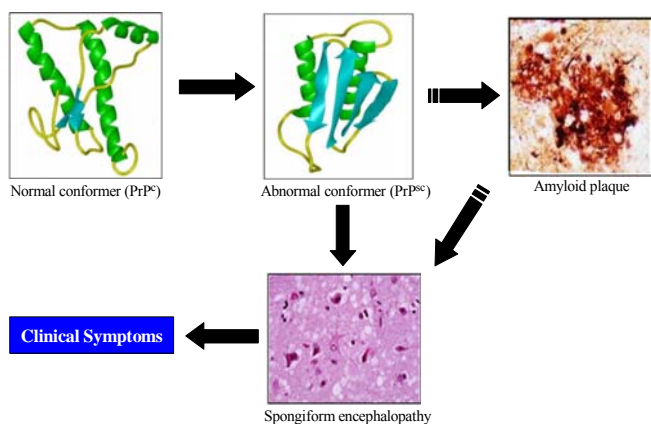 Normal conformer (PrPᶜ)
Abnormal conformer (PrPˢᶜ)
Amyloid plaque
Clinical Symptoms
Spongiform encephalopathy